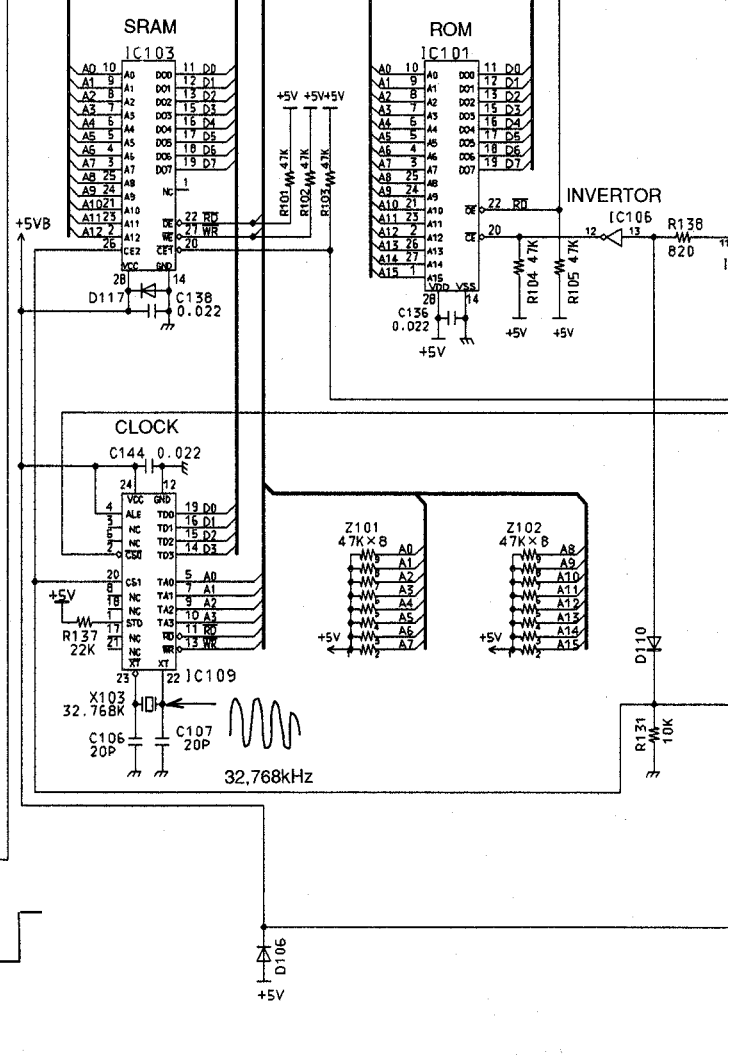 SRAM
IC103
A0 10 A0 DO0 11 D0
A1 9 A1 DO1 12 D1
A2 8 A2 DO2 13 D2
A3 7 A3 DO3 15 D3
A4 6 A4 DO4 16 D4
A5 5 A5 DO5 17 D5
A6 4 A6 DO6 18 D6
A7 3 A7 DO7 19 D7
A8 25 A8
A9 24 A9 NC 1
A10 21 A10
A11 23 A11 OE 22 RD
A12 2 A12 WE 27 WR
26 CE2 CE1 20
VCC GND
28 14
D117
C138
0.022
+5VB
+5V +5V +5V
R101 47K
R102 47K
R103 47K
ROM
IC101
A0 10 A0 DO0 11 D0
A1 9 A1 DO1 12 D1
A2 8 A2 DO2 13 D2
A3 7 A3 DO3 15 D3
A4 6 A4 DO4 16 D4
A5 5 A5 DO5 17 D5
A6 4 A6 DO6 18 D6
A7 3 A7 DO7 19 D7
A8 25 A8
A9 24 A9
A10 21 A10 OE 22 RD
A11 23 A11
A12 2 A12 CE 20
A13 26 A13
A14 27 A14
A15 1 A15
VDD VSS
28 14
C136
0.022
+5V
R104 47K
R105 47K
+5V +5V
INVERTOR
IC106
12 13
R138
820
11
CLOCK
C144 0.022
24 12
VCC GND
4 ALE TD0 19 D0
3 NC TD1 16 D1
6 NC TD2 15 D2
2 CS0 TD3 14 D3
20 CS1 TA0 5 A0
8 NC TA1 7 A1
18 NC TA2 9 A2
1 STD TA3 10 A3
17 NC RD 11 RD
21 NC WR 13 WR
XT XT
23 22
IC109
+5V
R137
22K
X103
32.768K
C106
20P
C107
20P
32,768kHz
Z101
47K×8
A0
A1
A2
A3
A4
A5
A6
A7
+5V
Z102
47K×8
A8
A9
A10
A11
A12
A13
A14
A15
+5V
D110
R131
10K
D106
+5V